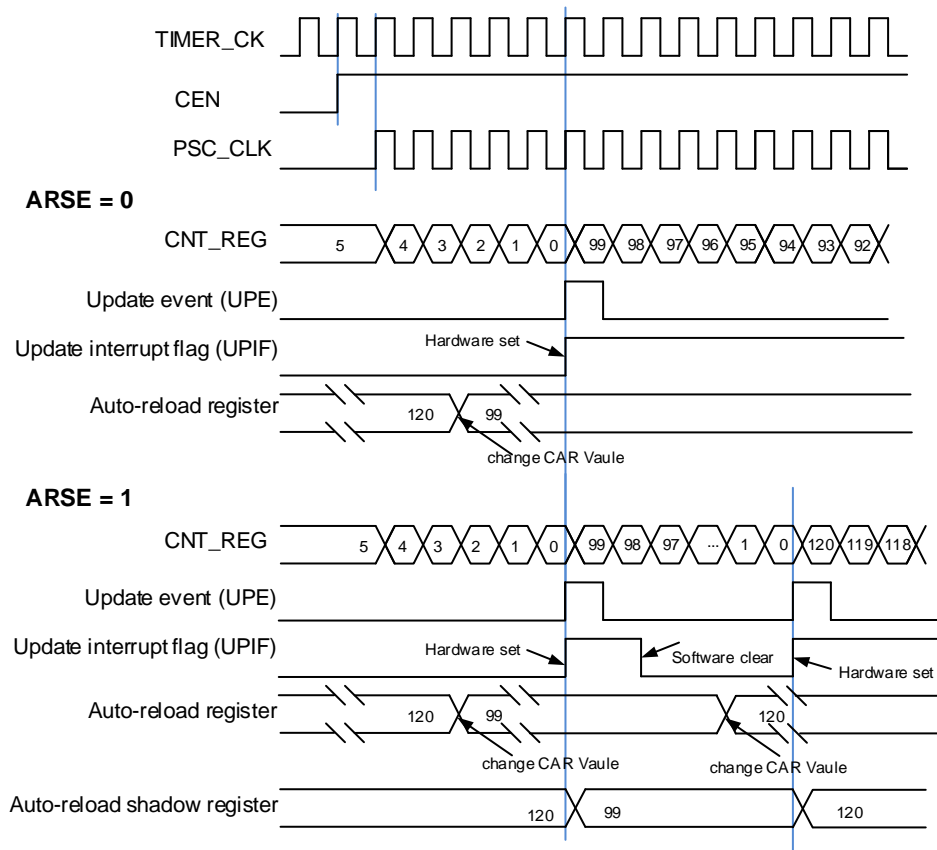 TIMER_CK
CEN
PSC_CLK
ARSE = 0
CNT_REG 5 4 3 2 1 0 99 98 97 96 95 94 93 92
Update event (UPE)
Update interrupt flag (UPIF) Hardware set
Auto-reload register 120 99
change CAR Vaule
ARSE = 1
CNT_REG 5 4 3 2 1 0 99 98 97 ... 1 0 120 119 118
Update event (UPE)
Update interrupt flag (UPIF) Hardware set Software clear Hardware set
Auto-reload register 120 99 120
change CAR Vaule change CAR Vaule
Auto-reload shadow register 120 99 120